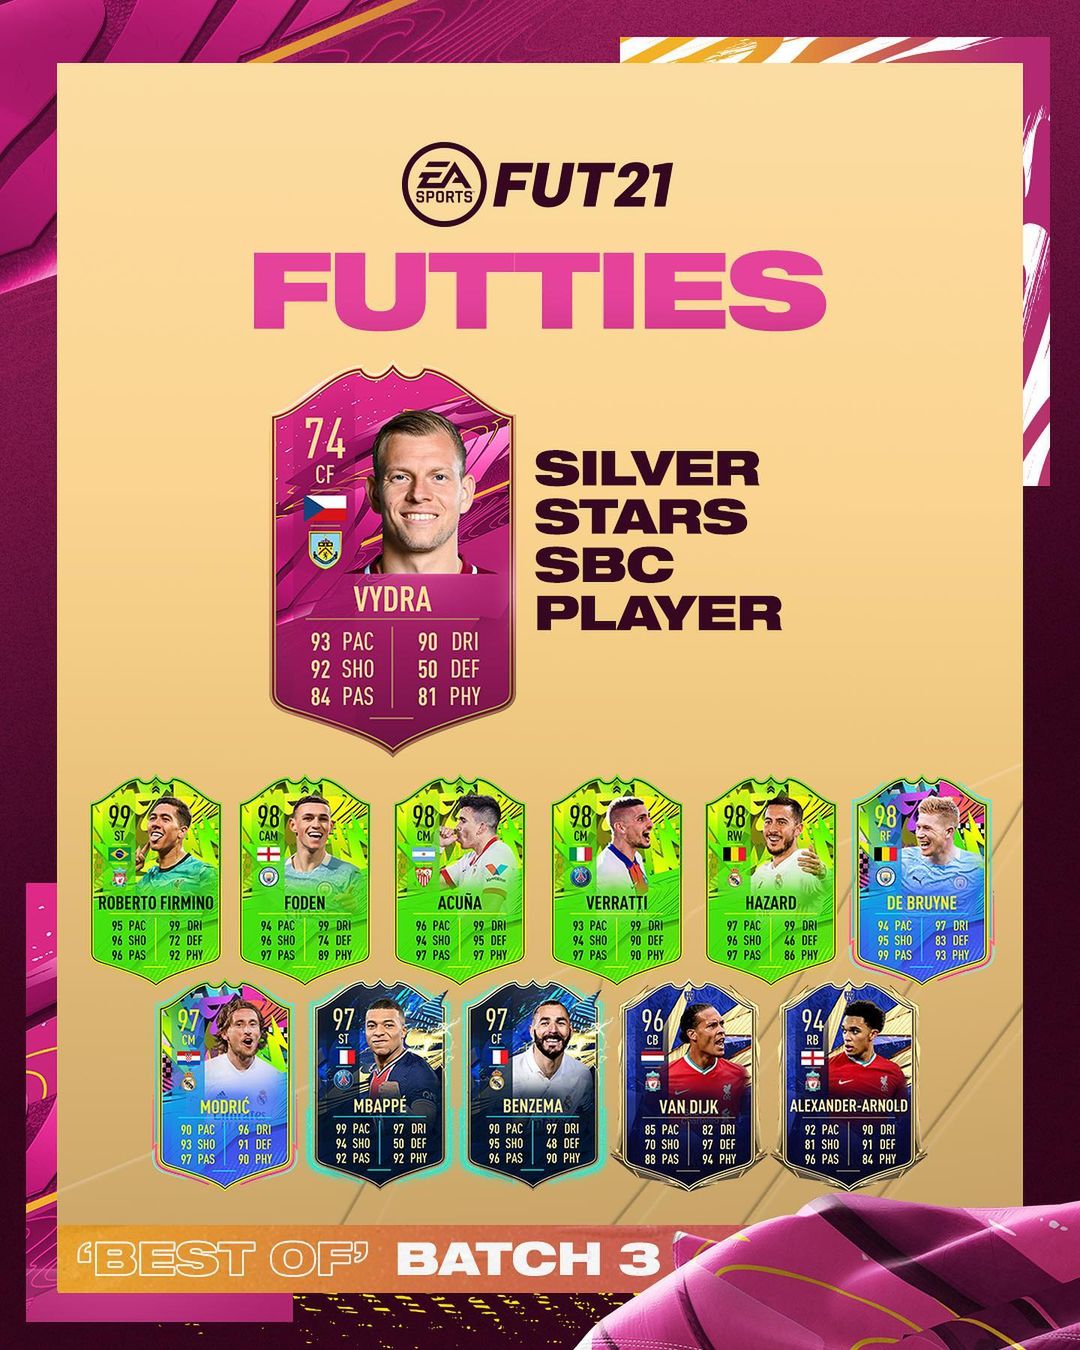 EA
SPORTS
FUT21
FUTTIES
74
CF
VYDRA
93 PAC 90 DRI
92 SHO 50 DEF
84 PAS 81 PHY
SILVER
STARS
SBC
PLAYER
99
ST
ROBERTO FIRMINO
95 PAC 99 DRI
96 SHO 72 DEF
96 PAS 92 PHY
98
CAM
FODEN
94 PAC 99 DRI
96 SHO 74 DEF
97 PAS 89 PHY
98
CM
ACUÑA
96 PAC 99 DRI
94 SHO 95 DEF
97 PAS 97 PHY
98
CM
VERRATTI
93 PAC 99 DRI
94 SHO 90 DEF
97 PAS 90 PHY
98
RW
HAZARD
97 PAC 99 DRI
96 SHO 46 DEF
97 PAS 86 PHY
98
RF
DE BRUYNE
94 PAC 97 DRI
95 SHO 83 DEF
99 PAS 93 PHY
97
CM
MODRIĆ
90 PAC 96 DRI
93 SHO 91 DEF
97 PAS 90 PHY
97
ST
MBAPPÉ
99 PAC 97 DRI
94 SHO 50 DEF
92 PAS 92 PHY
97
CF
BENZEMA
90 PAC 97 DRI
95 SHO 48 DEF
96 PAS 90 PHY
96
CB
VAN DIJK
85 PAC 82 DRI
70 SHO 97 DEF
88 PAS 94 PHY
94
RB
ALEXANDER-ARNOLD
92 PAC 90 DRI
81 SHO 91 DEF
96 PAS 84 PHY
‘BEST OF’ BATCH 3